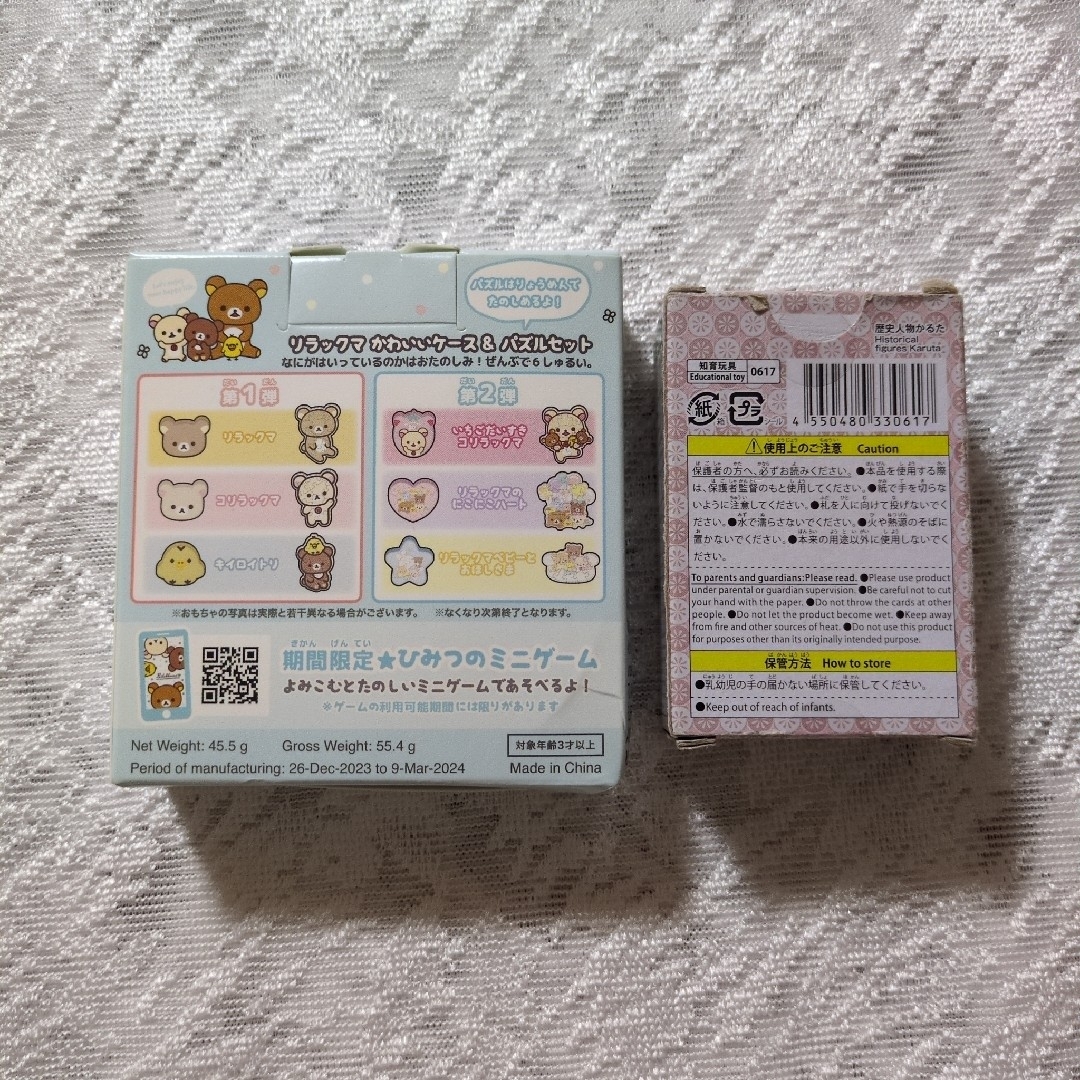 パズルはりょうめんで
たのしめるよ!
リラックマ かわいいケース & パズルセット
なにがはいっているのかはおたのしみ!ぜんぶで6しゅるい。
だい だん
第1弾
リラックマ
コリラックマ
キイロイトリ
だい だん
第2弾
いちごだいすき
コリラックマ
リラックマの
にこにこハート
リラックマベビーと
おほしさま
※おもちゃの写真は実際と若干異なる場合がございます。 ※なくなり次第終了となります。
きかん げんてい
期間限定★ひみつのミニゲーム
よみこむとたのしいミニゲームであそべるよ!
※ゲームの利用可能期間には限りがあります
Net Weight: 45.5 g Gross Weight: 55.4 g
対象年齢3才以上
Period of manufacturing: 26-Dec-2023 to 9-Mar-2024 Made in China
歴史人物かるた
Historical
figures Karuta
知育玩具
Educational toy
0617
紙 箱 プラ シール
4 550480 330617
使用上のご注意 Caution
保護者の方へ、必ずお読みください。●本品を使用する際
は、保護者監督のもと使用してください。●紙で手を切らな
いように注意してください。●札を人に向けて投げないでく
ださい。●水で濡らさないでください。●火や熱源のそばに
置かないでください。●本来の用途以外に使用しないでく
ださい。
To parents and guardians:Please read. ●Please use product
under parental or guardian supervision. ●Be careful not to cut
your hand with the paper. ●Do not throw the cards at other
people. ●Do not let the product become wet. ●Keep away
from fire and other sources of heat. ●Do not use this product
for purposes other than its originally intended purpose.
保管方法 How to store
●乳幼児の手の届かない場所に保管してください。
●Keep out of reach of infants.